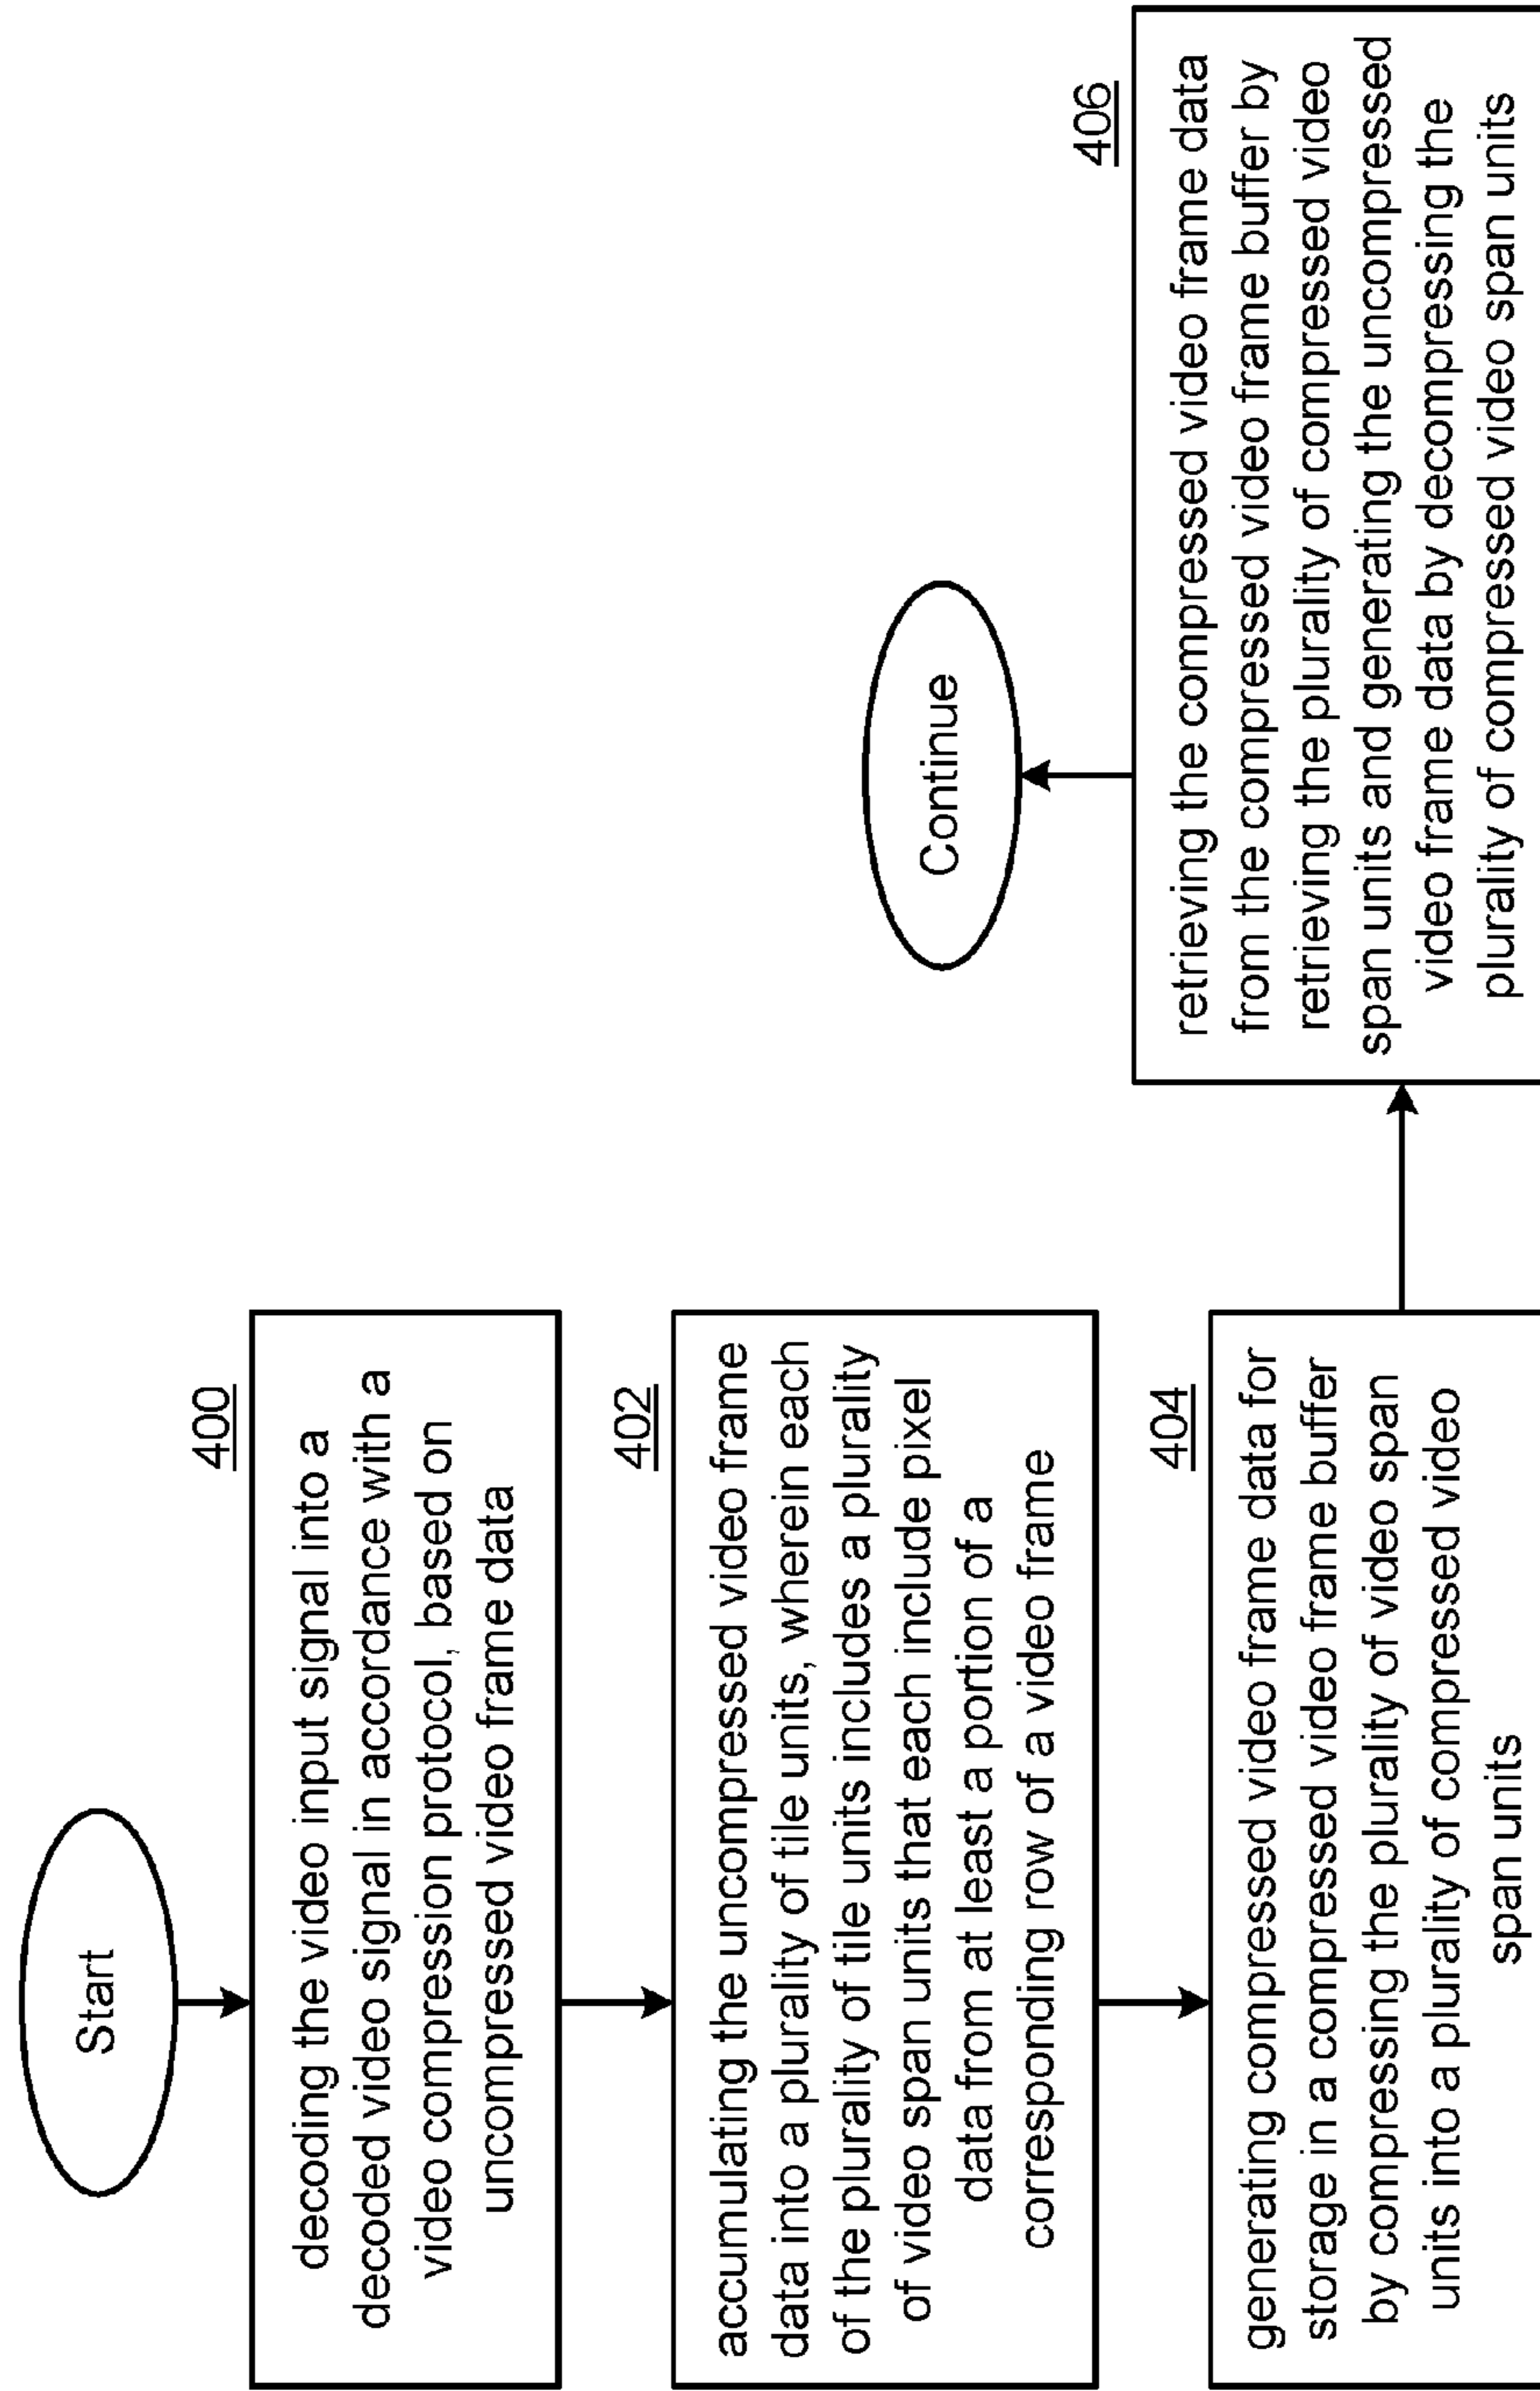 Start
400
decoding the video input signal into a
decoded video signal in accordance with a
video compression protocol, based on
uncompressed video frame data
402
accumulating the uncompressed video frame
data into a plurality of tile units, wherein each
of the plurality of tile units includes a plurality
of video span units that each include pixel
data from at least a portion of a
corresponding row of a video frame
404
generating compressed video frame data for
storage in a compressed video frame buffer
by compressing the plurality of video span
units into a plurality of compressed video
span units
406
retrieving the compressed video frame data
from the compressed video frame buffer by
retrieving the plurality of compressed video
span units and generating the uncompressed
video frame data by decompressing the
plurality of compressed video span units
Continue